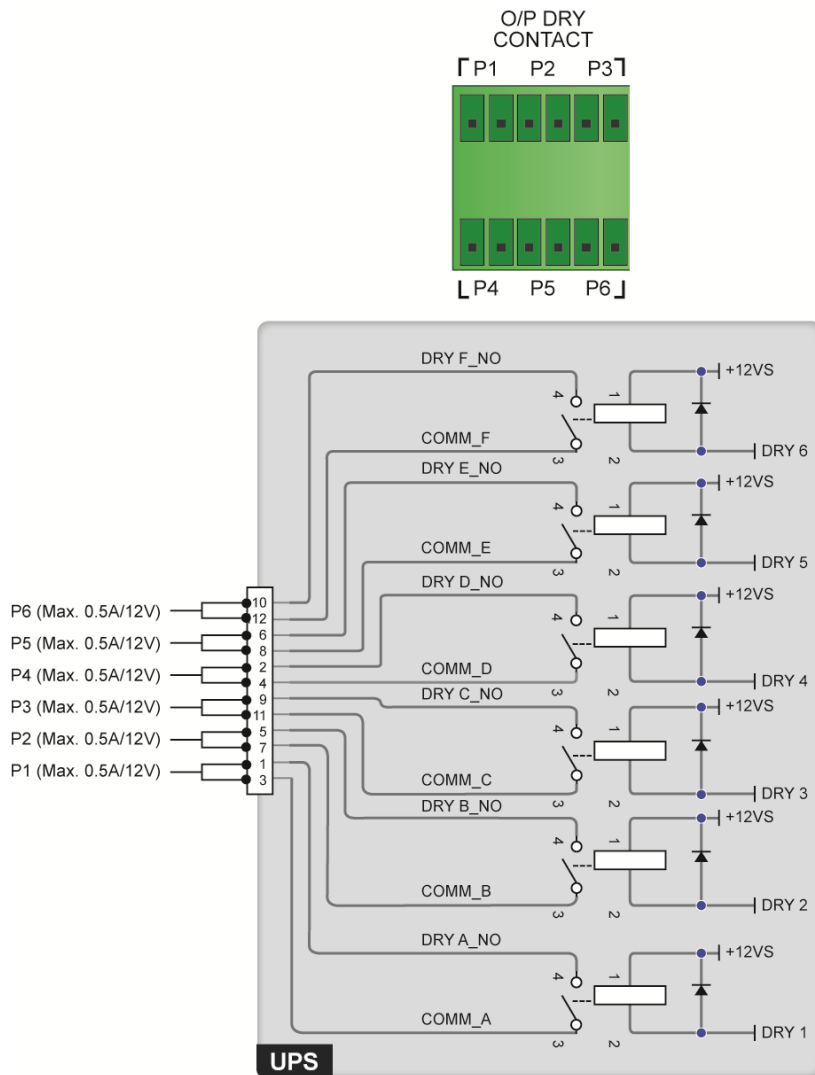 O/P DRY
CONTACT
P1 P2 P3
P4 P5 P6
DRY F_NO
+12VS
4 1
COMM_F
3 2
DRY 6
DRY E_NO
+12VS
4 1
COMM_E
3 2
DRY 5
DRY D_NO
+12VS
4 1
COMM_D
3 2
DRY 4
DRY C_NO
+12VS
4 1
COMM_C
3 2
DRY 3
DRY B_NO
+12VS
4 1
COMM_B
3 2
DRY 2
DRY A_NO
+12VS
4 1
COMM_A
3 2
DRY 1
P6 (Max. 0.5A/12V)
10
12
P5 (Max. 0.5A/12V)
6
8
P4 (Max. 0.5A/12V)
2
4
P3 (Max. 0.5A/12V)
9
11
P2 (Max. 0.5A/12V)
5
7
P1 (Max. 0.5A/12V)
1
3
UPS